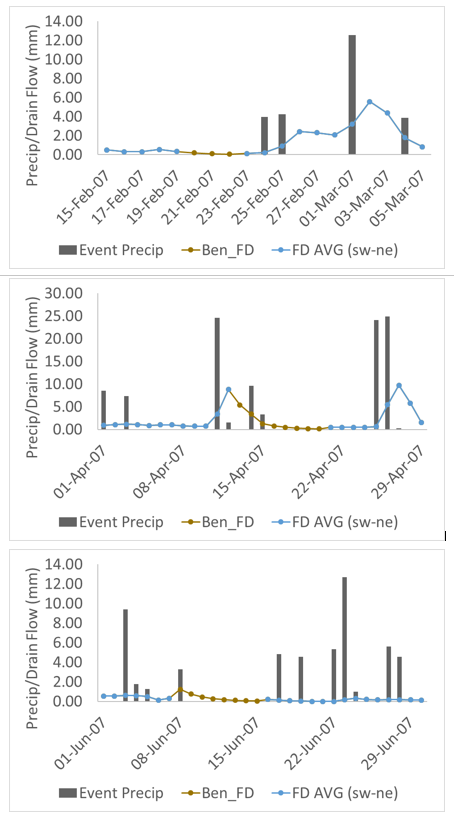 Precip/Drain Flow (mm)
14.00
12.00
10.00
8.00
6.00
4.00
2.00
0.00
15-Feb-07 17-Feb-07 19-Feb-07 21-Feb-07 23-Feb-07 25-Feb-07 27-Feb-07 01-Mar-07 03-Mar-07 05-Mar-07
Event Precip Ben_FD FD AVG (sw-ne)
Precip/Drain Flow (mm)
30.00
25.00
20.00
15.00
10.00
5.00
0.00
01-Apr-07 08-Apr-07 15-Apr-07 22-Apr-07 29-Apr-07
Event Precip Ben_FD FD AVG (sw-ne)
Precip/Drain Flow (mm)
14.00
12.00
10.00
8.00
6.00
4.00
2.00
0.00
01-Jun-07 08-Jun-07 15-Jun-07 22-Jun-07 29-Jun-07
Event Precip Ben_FD FD AVG (sw-ne)